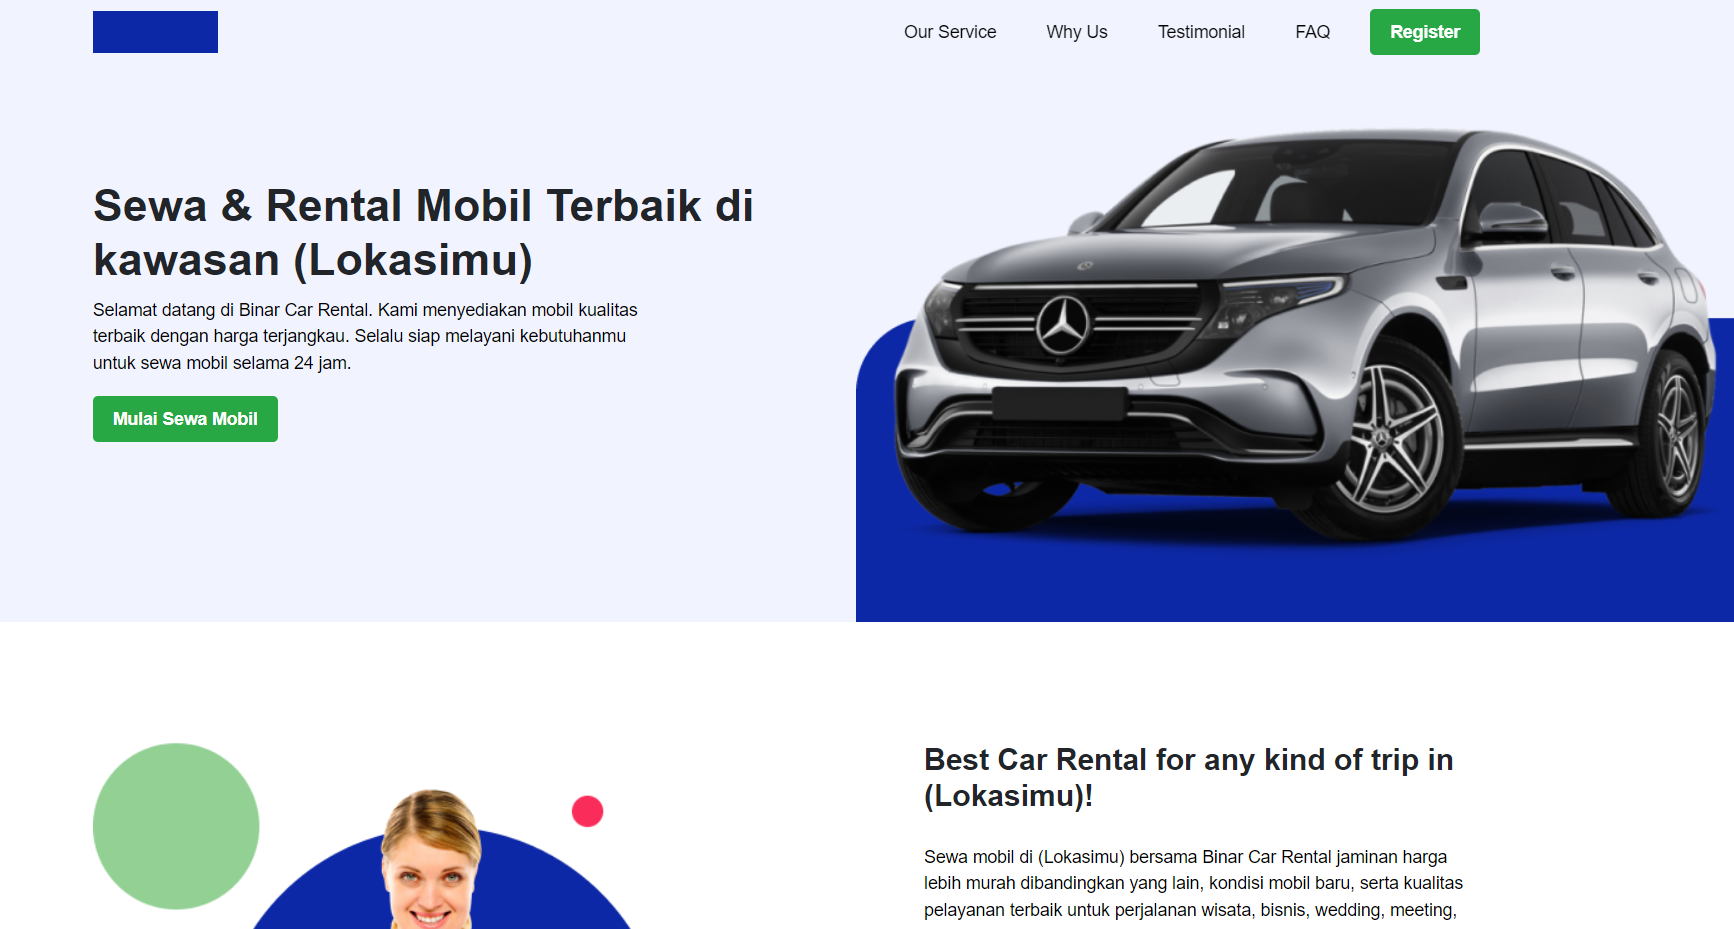 Our Service
Why Us
Testimonial
FAQ
Register
Sewa & Rental Mobil Terbaik di
kawasan (Lokasimu)
Selamat datang di Binar Car Rental. Kami menyediakan mobil kualitas
terbaik dengan harga terjangkau. Selalu siap melayani kebutuhanmu
untuk sewa mobil selama 24 jam.
Mulai Sewa Mobil
Best Car Rental for any kind of trip in
(Lokasimu)!
Sewa mobil di (Lokasimu) bersama Binar Car Rental jaminan harga
lebih murah dibandingkan yang lain, kondisi mobil baru, serta kualitas
pelayanan terbaik untuk perjalanan wisata, bisnis, wedding, meeting,